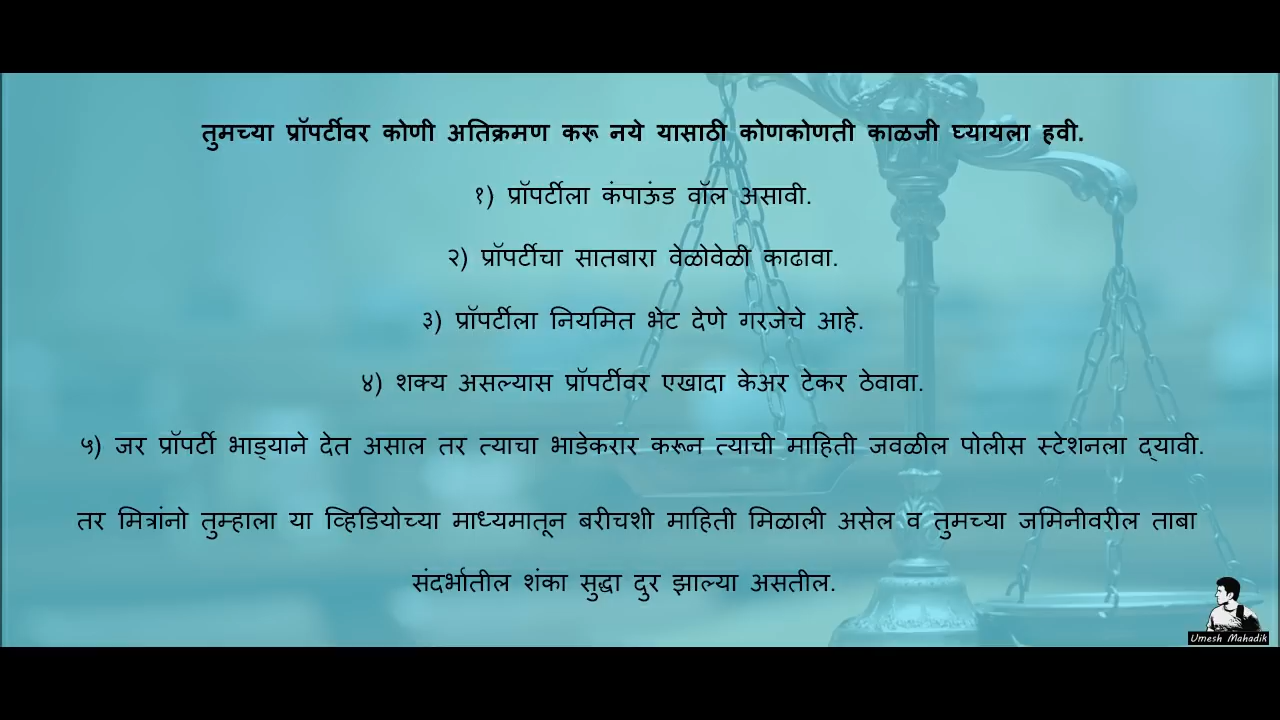 तुमच्या प्रॉपर्टीवर कोणी अतिक्रमण करू नये यासाठी कोणकोणती काळजी घ्यायला हवी.
१) प्रॉपर्टीला कंपाऊंड वॉल असावी.
२) प्रॉपर्टीचा सातबारा वेळोवेळी काढावा.
३) प्रॉपर्टीला नियमित भेट देणे गरजेचे आहे.
४) शक्य असल्यास प्रॉपर्टीवर एखादा केअर टेकर ठेवावा.
५) जर प्रॉपर्टी भाड्याने देत असाल तर त्याचा भाडेकरार करून त्याची माहिती जवळील पोलीस स्टेशनला द्यावी.
तर मित्रांनो तुम्हाला या व्हिडियोच्या माध्यमातून बरीचशी माहिती मिळाली असेल व तुमच्या जमिनीवरील ताबा
संदर्भातील शंका सुद्धा दुर झाल्या असतील.
Umesh Mahadik